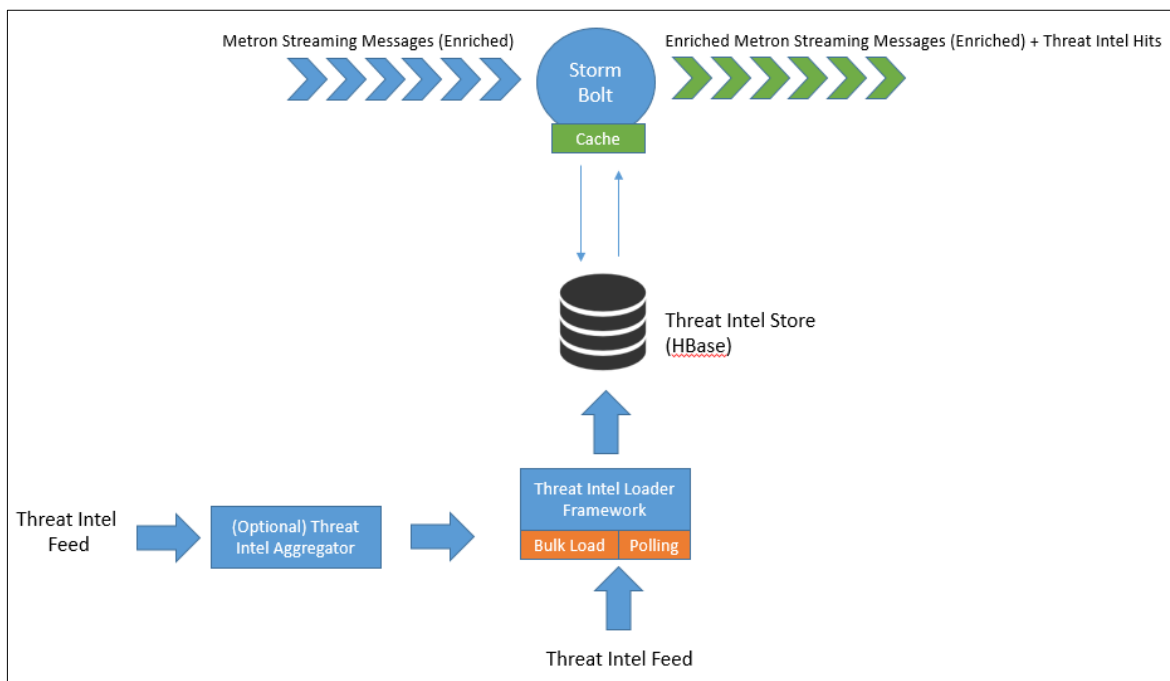 Metron Streaming Messages (Enriched)
Storm
Bolt
Cache
Enriched Metron Streaming Messages (Enriched) + Threat Intel Hits
Threat Intel Store
(HBase)
Threat Intel
Feed
(Optional) Threat
Intel Aggregator
Threat Intel Loader
Framework
Bulk Load
Polling
Threat Intel Feed